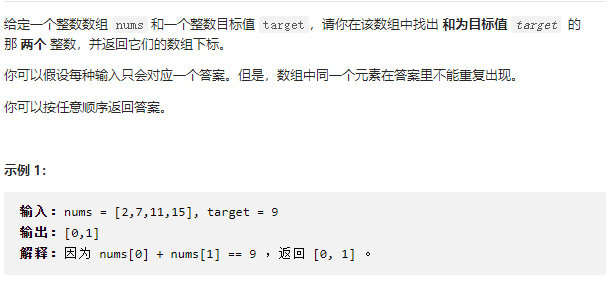 给定一个整数数组 nums 和一个整数目标值 target，请你在该数组中找出 和为目标值 target 的
那 两个 整数，并返回它们的数组下标。
你可以假设每种输入只会对应一个答案。但是，数组中同一个元素在答案里不能重复出现。
你可以按任意顺序返回答案。
示例 1：
输入：nums = [2,7,11,15], target = 9
输出：[0,1]
解释：因为 nums[0] + nums[1] == 9 ，返回 [0, 1] 。